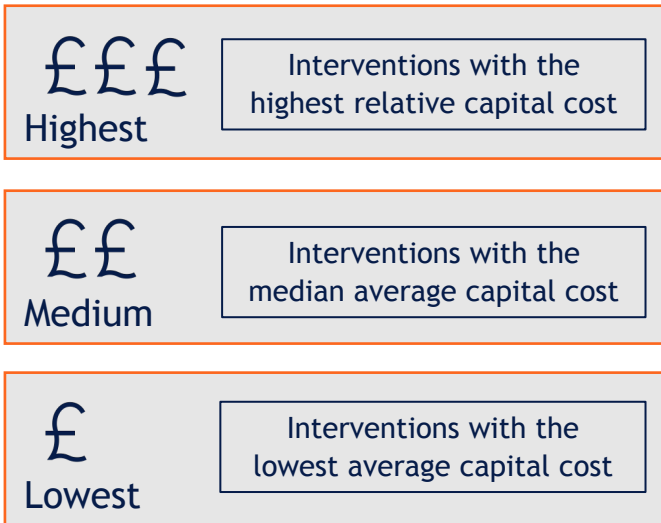 £££
Highest
Interventions with the
highest relative capital cost
££
Medium
Interventions with the
median average capital cost
£
Lowest
Interventions with the
lowest average capital cost